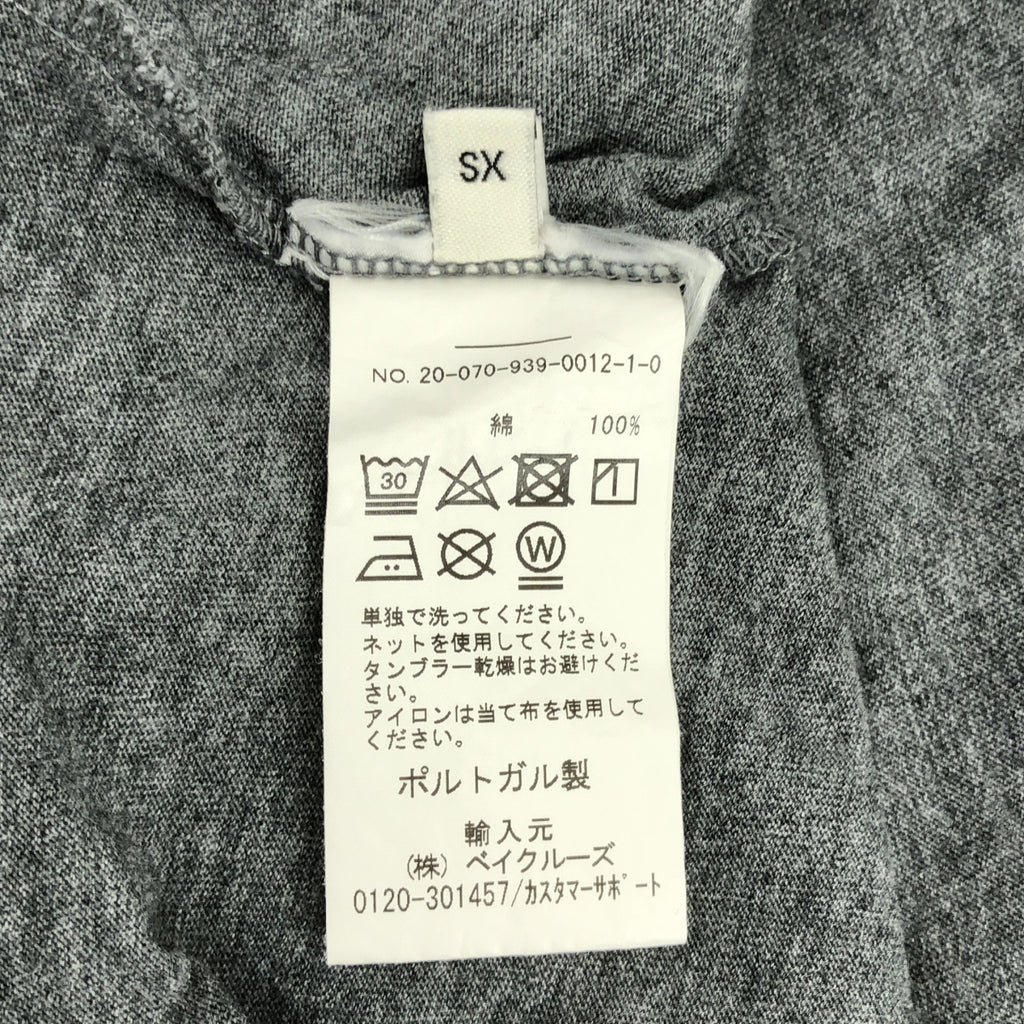 SX
NO. 20-070-939-0012-1-0
綿 100%
30
W
単独で洗ってください。
ネットを使用してください。
タンブラー乾燥はお避けくだ
さい。
アイロンは当て布を使用して
ください。
ポルトガル製
輸入元
(株) ベイクルーズ
0120-301457/カスタマーサポート